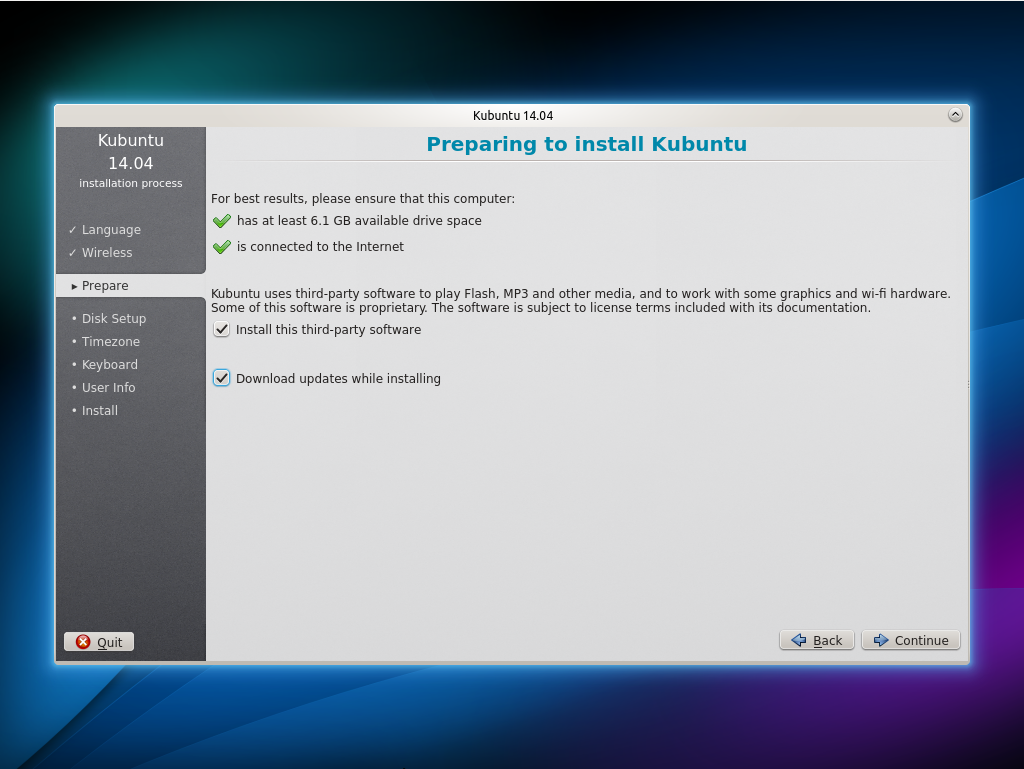 Kubuntu 14.04
Kubuntu
14.04
installation process
✓ Language
✓ Wireless
▸ Prepare
• Disk Setup
• Timezone
• Keyboard
• User Info
• Install
Quit
Preparing to install Kubuntu
For best results, please ensure that this computer:
has at least 6.1 GB available drive space
is connected to the Internet
Kubuntu uses third-party software to play Flash, MP3 and other media, and to work with some graphics and wi-fi hardware.
Some of this software is proprietary. The software is subject to license terms included with its documentation.
Install this third-party software
Download updates while installing
Back
Continue